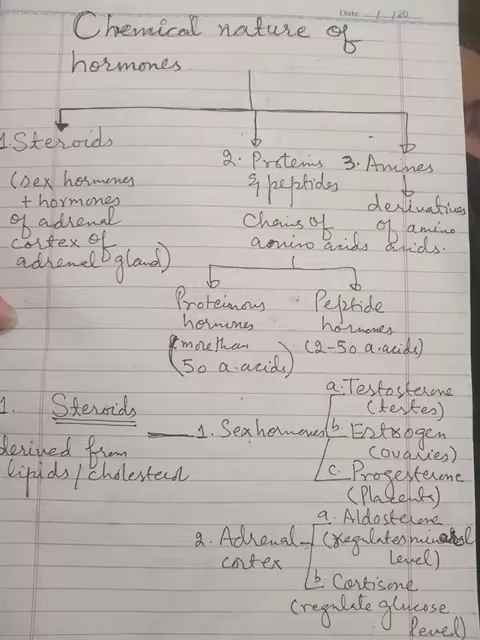 Date / /20
Chemical nature of
hormones
1. Steroids
(sex hormones
+ hormones
of adrenal
cortex of
adrenal gland)
2. Proteins
& peptides
Chains of
amino acids
3. Amines
derivatives
of amino
acids.
Proteinous
hormines
(more than
50 a.acids)
Peptide
hormones
(2-50 a.acids)
1. Steroids
derived from
lipids/cholesterol
1. Sex hormones
a. Testosterone
(testes)
b. Estrogen
(ovaries)
c. Progesterone
(Placenta)
2. Adrenal
cortex
a. Aldosterone
(regulates mineral
level)
b. Cortisone
(regulate glucose
level)